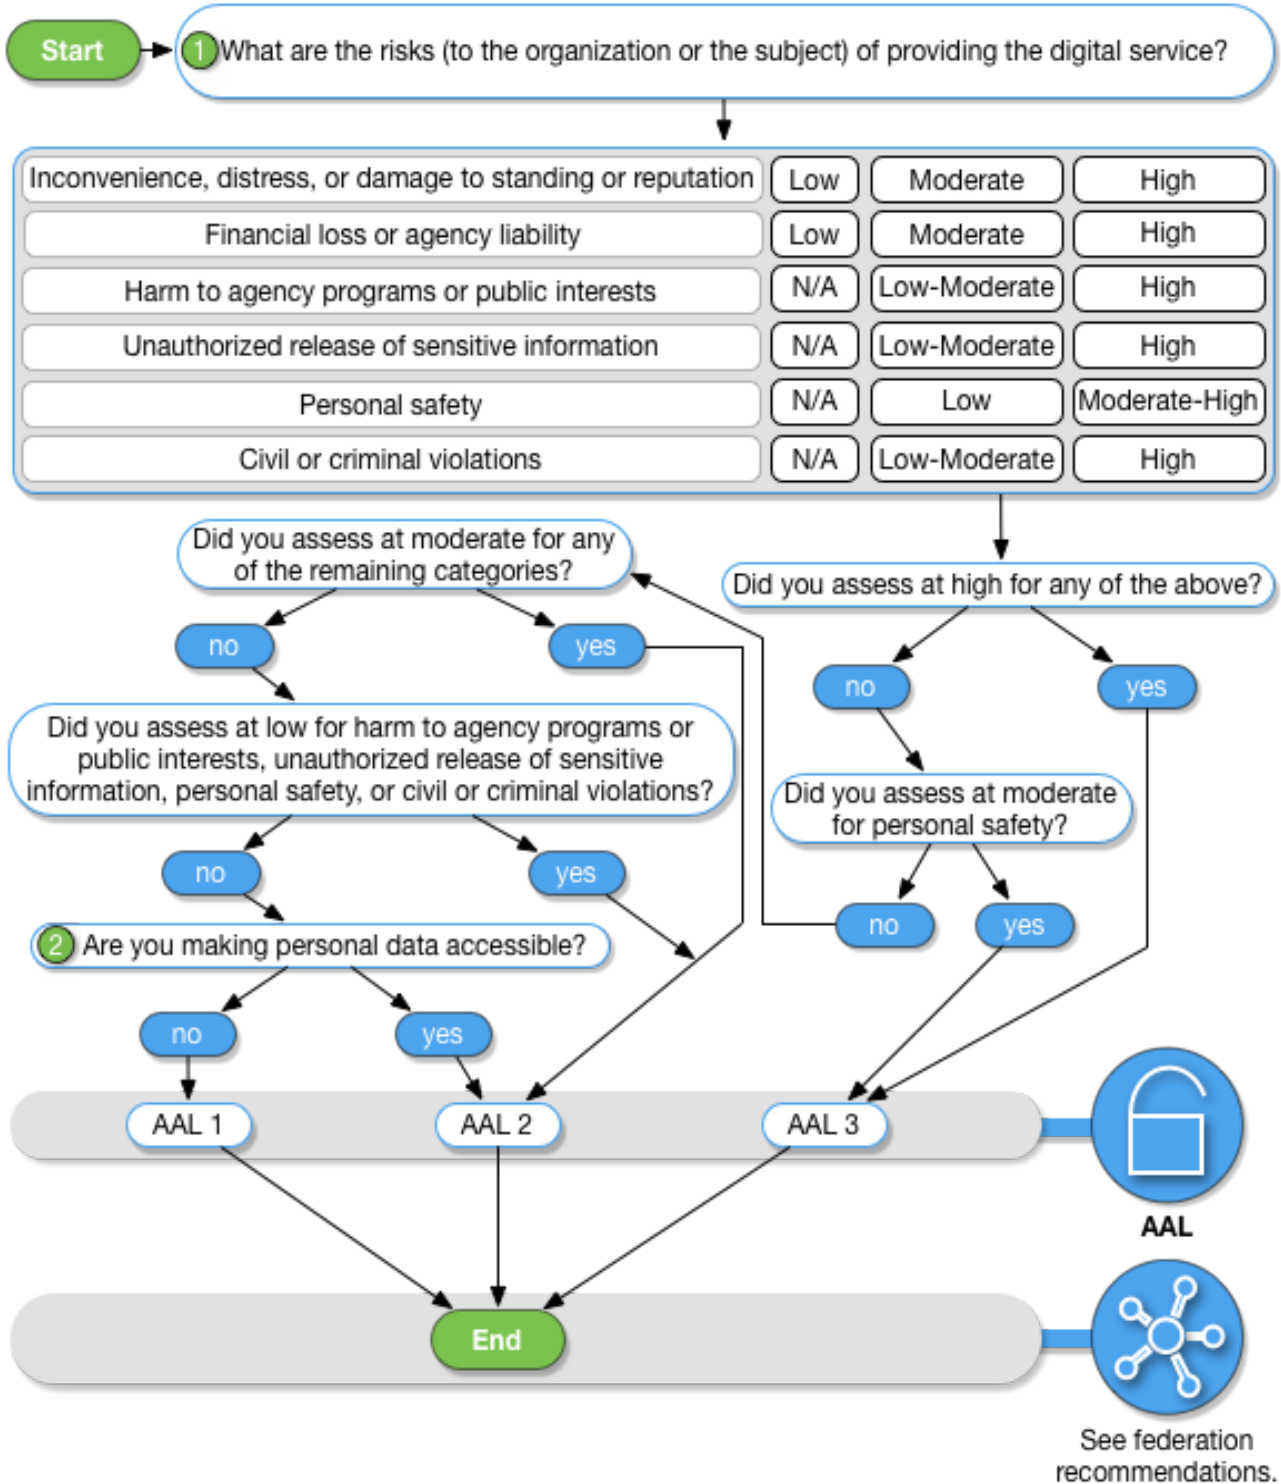 Start
1 What are the risks (to the organization or the subject) of providing the digital service?
Inconvenience, distress, or damage to standing or reputation Low Moderate High
Financial loss or agency liability Low Moderate High
Harm to agency programs or public interests N/A Low-Moderate High
Unauthorized release of sensitive information N/A Low-Moderate High
Personal safety N/A Low Moderate-High
Civil or criminal violations N/A Low-Moderate High
Did you assess at high for any of the above?
no yes
Did you assess at moderate
for personal safety?
no yes
Did you assess at moderate for any
of the remaining categories?
no yes
Did you assess at low for harm to agency programs or
public interests, unauthorized release of sensitive
information, personal safety, or civil or criminal violations?
no yes
2 Are you making personal data accessible?
no yes
AAL 1 AAL 2 AAL 3
AAL
End
See federation
recommendations.